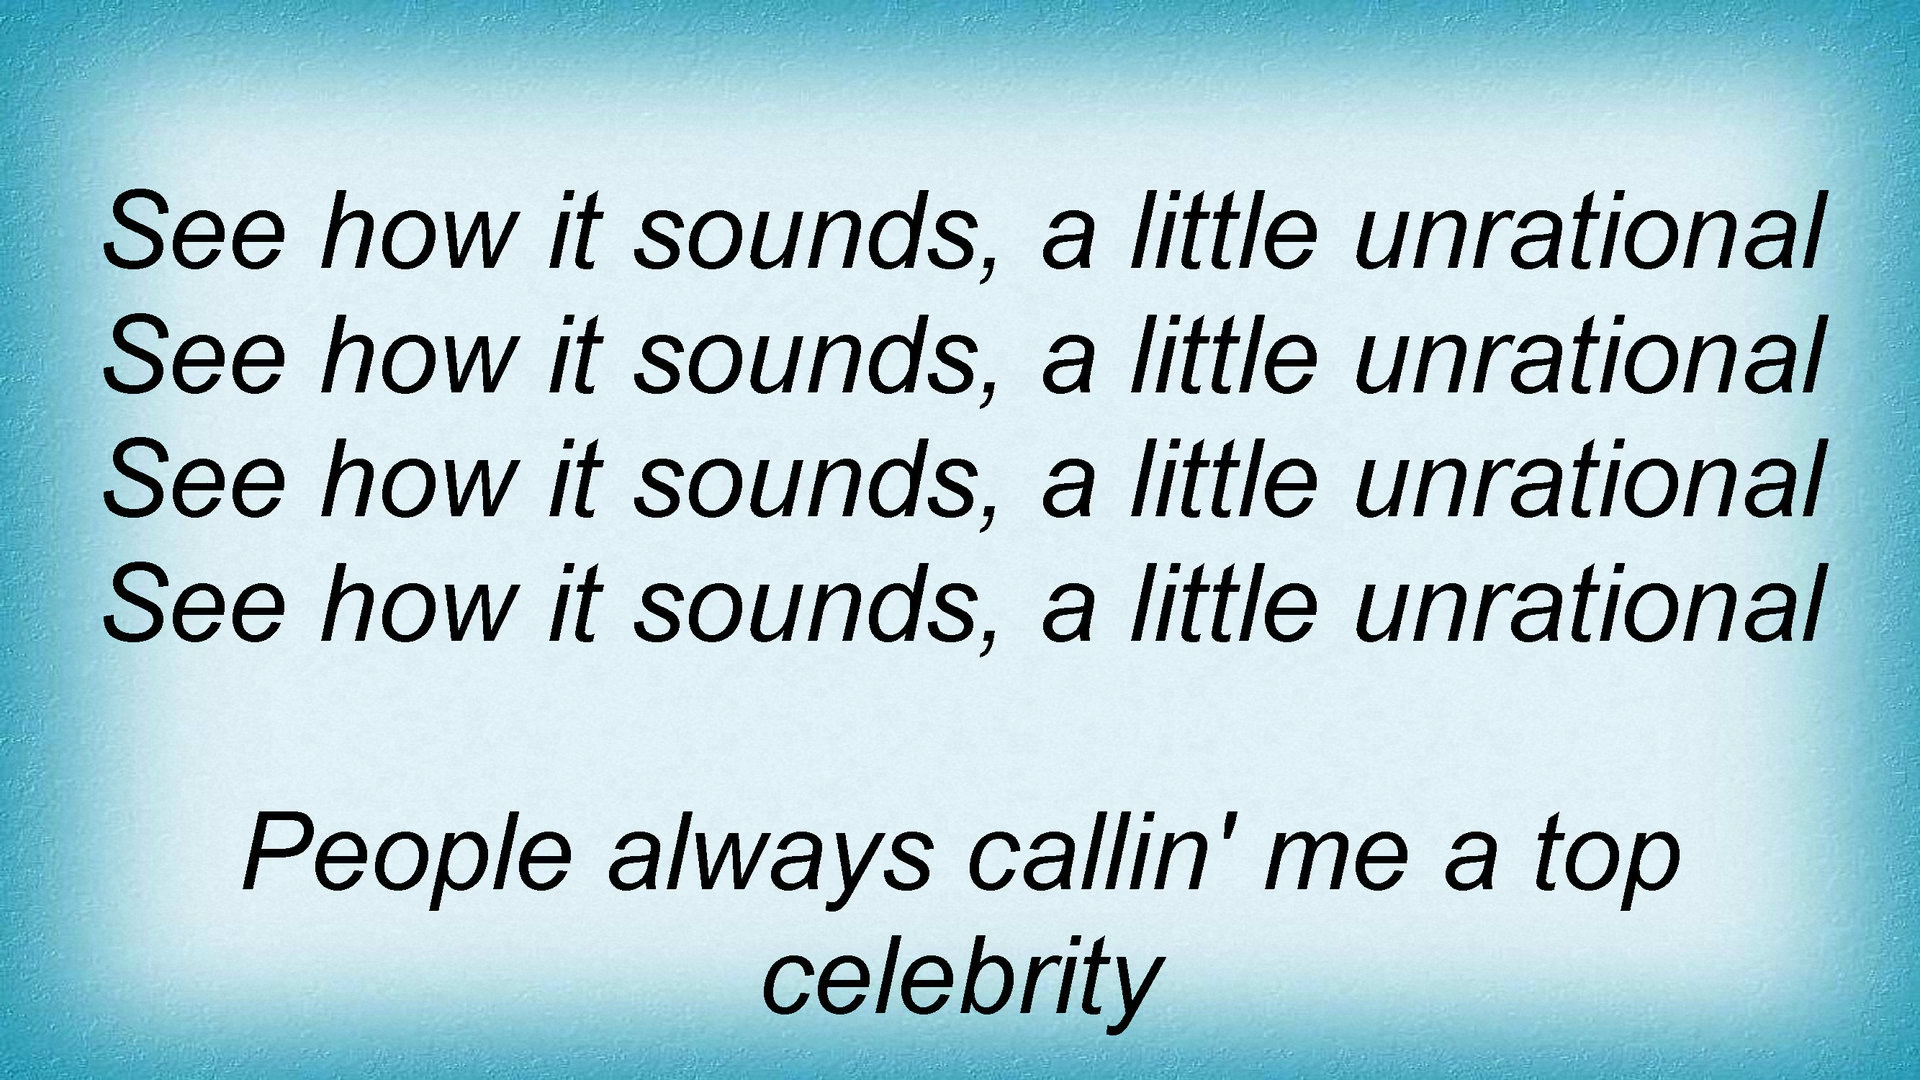 See how it sounds, a little unrational
See how it sounds, a little unrational
See how it sounds, a little unrational
See how it sounds, a little unrational
People always callin' me a top
celebrity